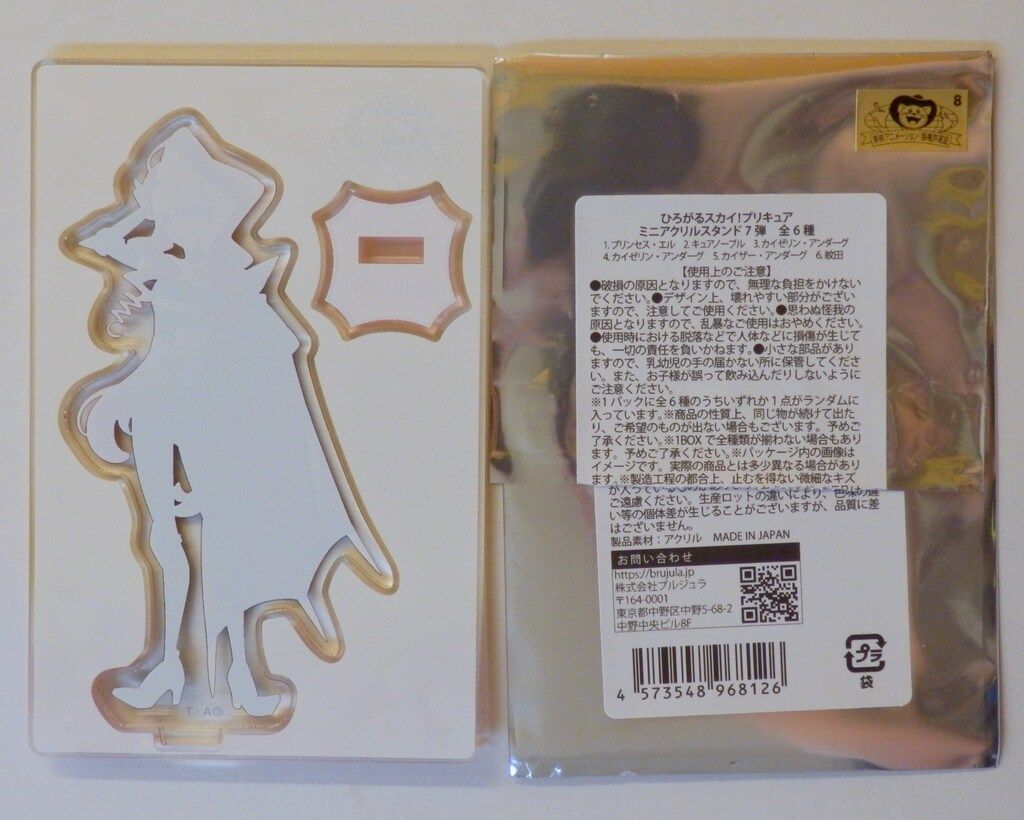 T・A©
8
東映アニメーション・版権許諾証
ひろがるスカイ!プリキュア
ミニアクリルスタンド7弾 全6種
1. プリンセス・エル 2. キュアノーブル 3. カイゼリン・アンダーグ
4. カイゼリン・アンダーグ 5. カイザー・アンダーグ 6. 紋田
【使用上のご注意】
●破損の原因となりますので、無理な負担をかけない
でください。●デザイン上、壊れやすい部分がござい
ますので、注意してご使用ください。●思わぬ怪我の
原因となりますので、乱暴なご使用はおやめください。
●使用時における脱落などで人体などに損傷が生じて
も、一切の責任を負いかねます。●小さな部品があり
ますので、乳幼児の手の届かない所に保管してくださ
い。また、お子様が誤って飲み込んだりしないように
ご注意ください。
※1パックに全6種のうちいずれか1点がランダムに
入っています。※商品の性質上、同じ物が続けて出た
り、ご希望のものが出ない場合もございます。予めご
了承ください。※1BOXで全種類が揃わない場合もあり
ます。予めご了承ください。※パッケージ内の画像は
イメージです。実際の商品とは多少異なる場合があり
ます。※製造工程の都合上、止むを得ない微細なキズ
ご遠慮ください。生産ロットの違いにより、色味の違
い等の個体差が生じることがございますが、品質に差
はございません。
製品素材：アクリル MADE IN JAPAN
お問い合わせ
https://brujula.jp
株式会社ブルジュラ
〒164-0001
東京都中野区中野5-68-2
中野中央ビル8F
4 573548 968126
プラ
袋